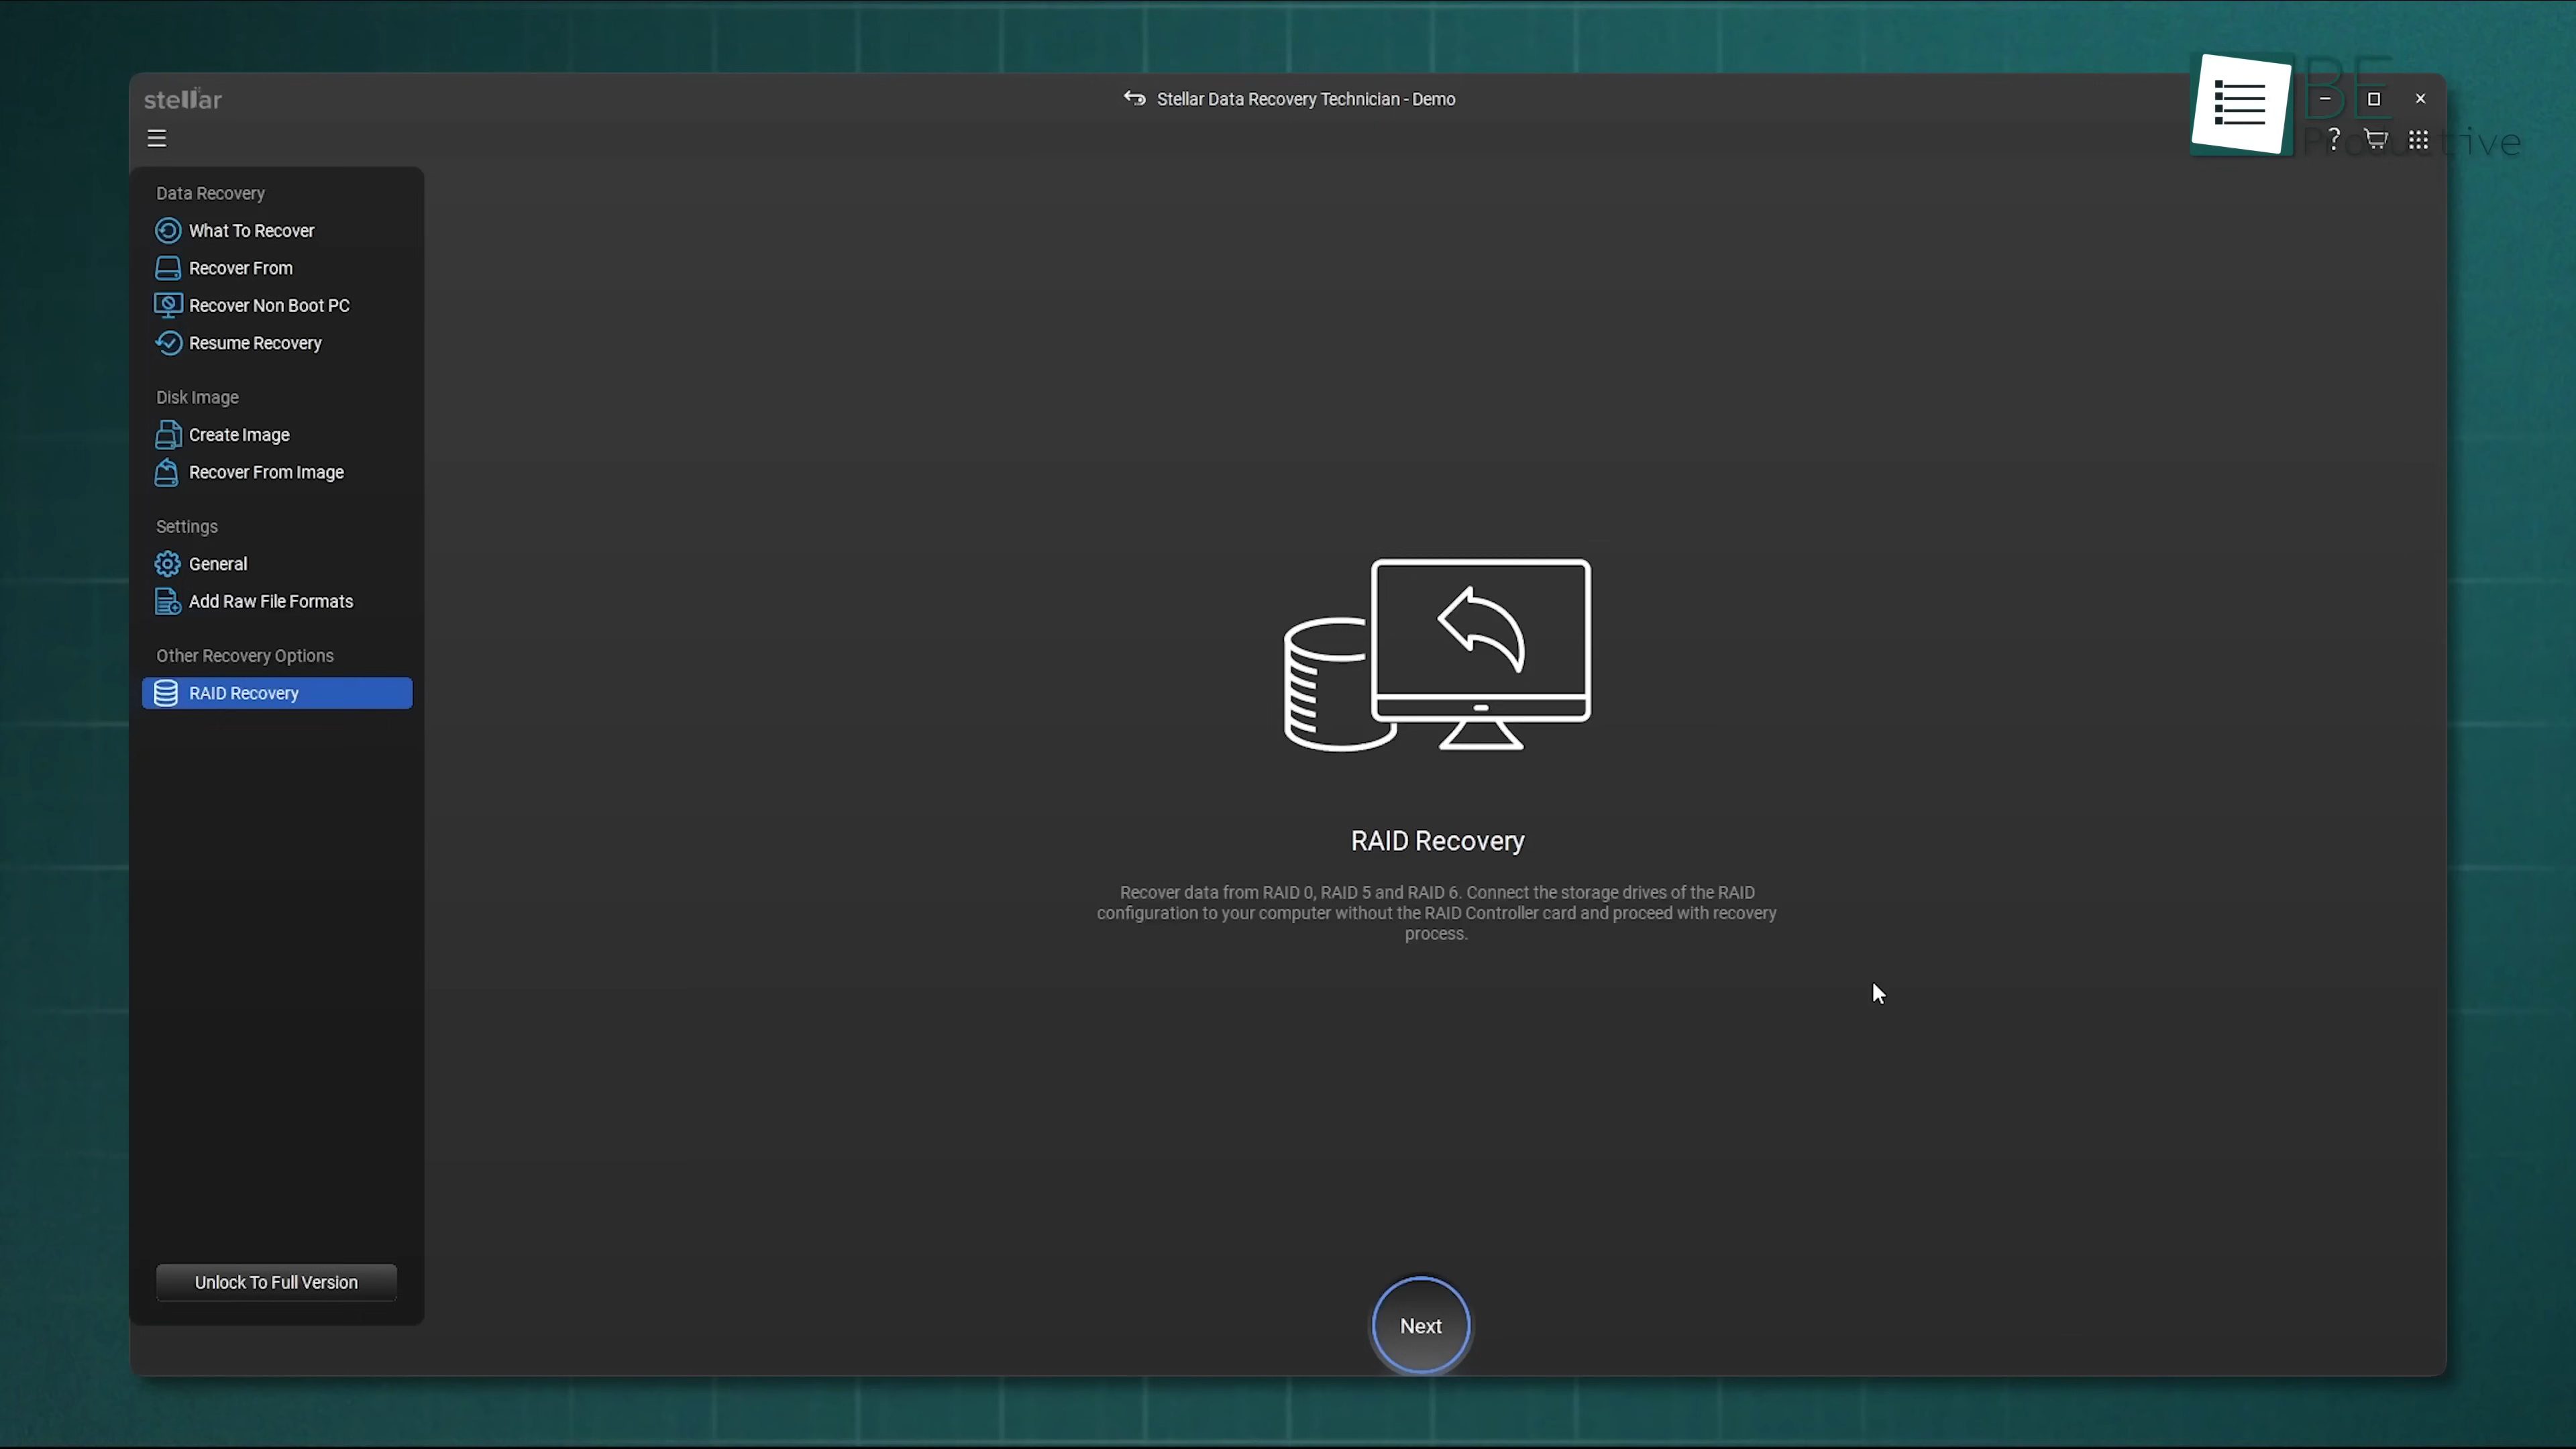 stellar
Stellar Data Recovery Technician - Demo
BE
Productive
Data Recovery
What To Recover
Recover From
Recover Non Boot PC
Resume Recovery
Disk Image
Create Image
Recover From Image
Settings
General
Add Raw File Formats
Other Recovery Options
RAID Recovery
RAID Recovery
Recover data from RAID 0, RAID 5 and RAID 6. Connect the storage drives of the RAID
configuration to your computer without the RAID Controller card and proceed with recovery
process.
Unlock To Full Version
Next